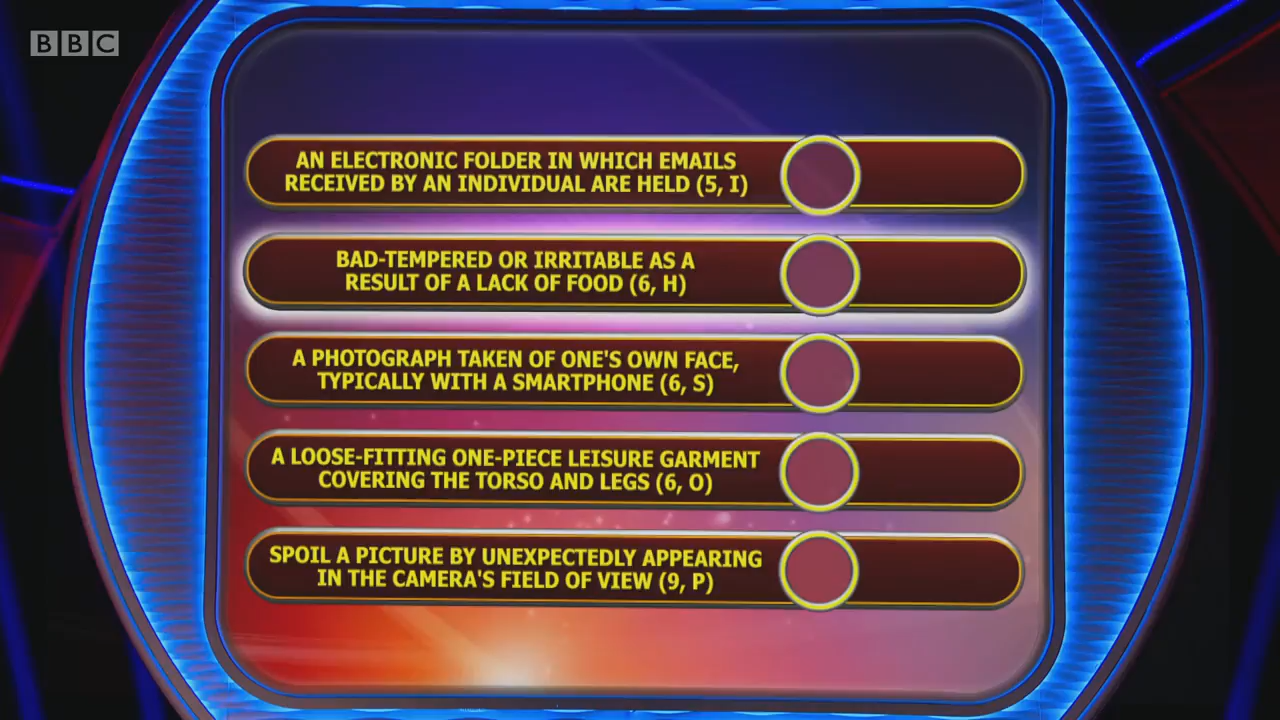 BBC
AN ELECTRONIC FOLDER IN WHICH EMAILS
RECEIVED BY AN INDIVIDUAL ARE HELD (5, I)
BAD-TEMPERED OR IRRITABLE AS A
RESULT OF A LACK OF FOOD (6, H)
A PHOTOGRAPH TAKEN OF ONE'S OWN FACE,
TYPICALLY WITH A SMARTPHONE (6, S)
A LOOSE-FITTING ONE-PIECE LEISURE GARMENT
COVERING THE TORSO AND LEGS (6, O)
SPOIL A PICTURE BY UNEXPECTEDLY APPEARING
IN THE CAMERA'S FIELD OF VIEW (9, P)